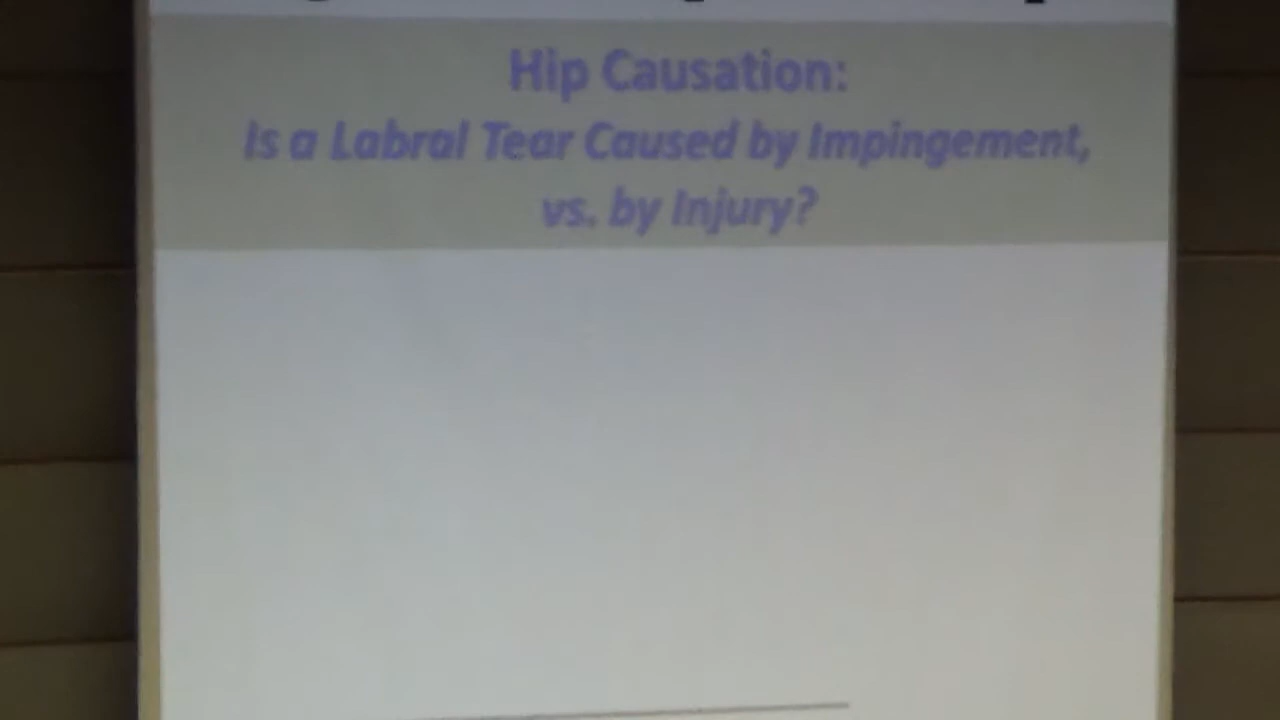 Hip Causation:
Is a Labral Tear Caused by Impingement,
vs. by Injury?